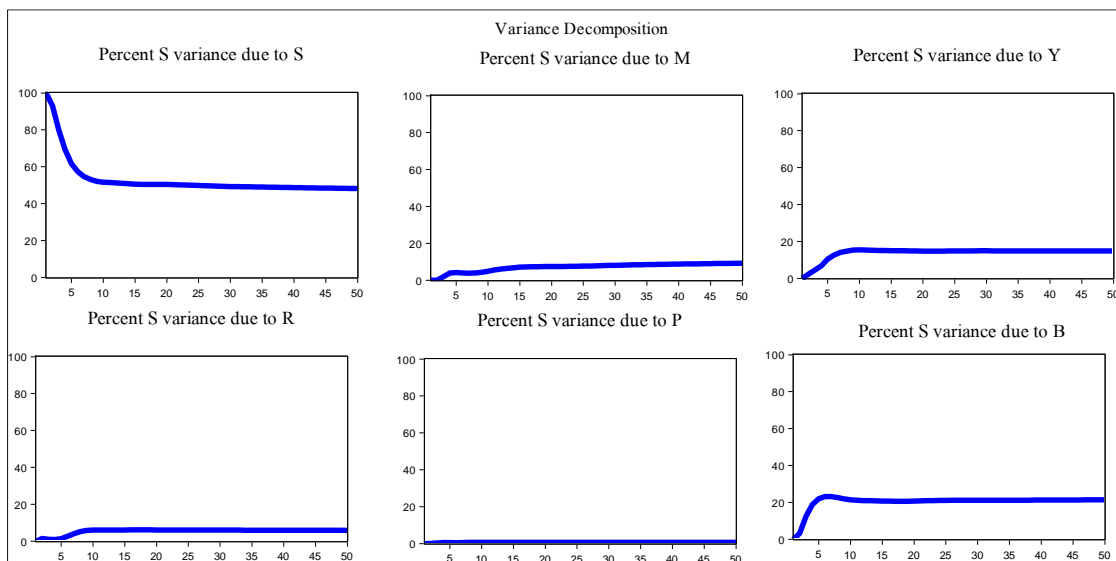 Variance Decomposition
Percent S variance due to S
100
80
60
40
20
0
5 10 15 20 25 30 35 40 45 50
Percent S variance due to M
100
80
60
40
20
0
5 10 15 20 25 30 35 40 45 50
Percent S variance due to Y
100
80
60
40
20
0
5 10 15 20 25 30 35 40 45 50
Percent S variance due to R
100
80
60
40
20
0
5 10 15 20 25 30 35 40 45 50
Percent S variance due to P
100
80
60
40
20
0
5 10 15 20 25 30 35 40 45 50
Percent S variance due to B
100
80
60
40
20
0
5 10 15 20 25 30 35 40 45 50